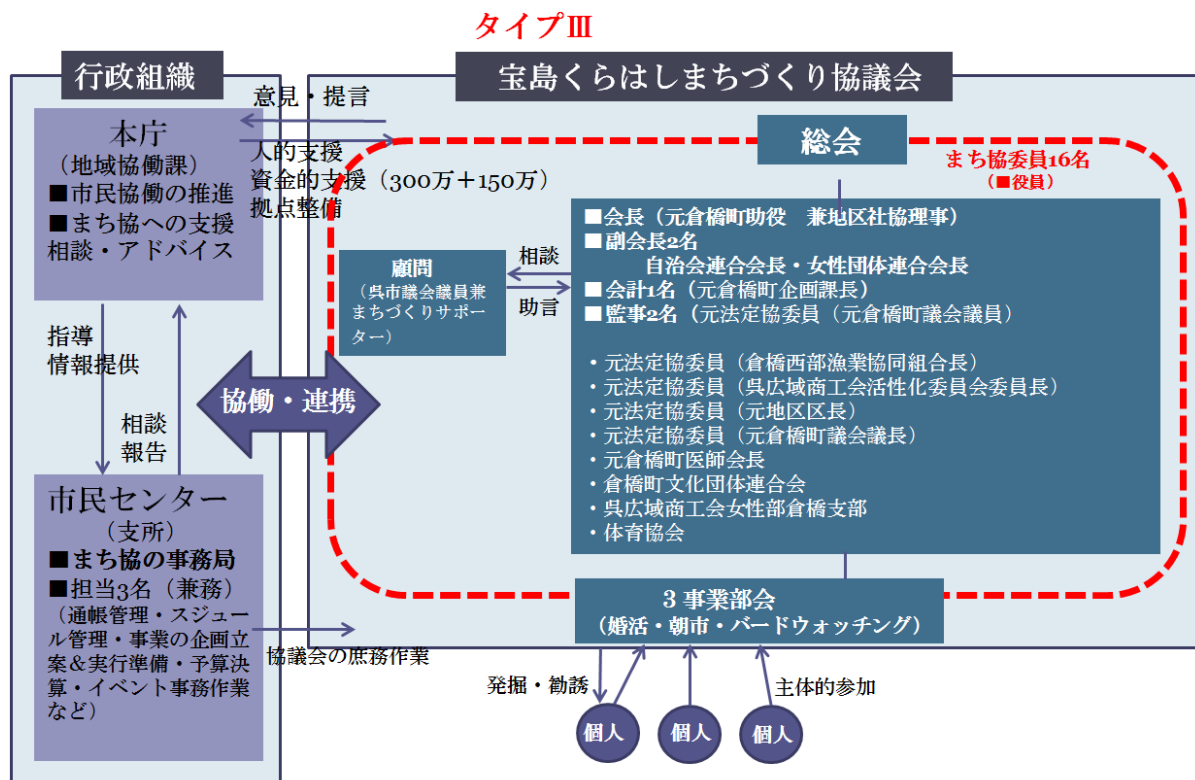 タイプⅢ
行政組織
本庁
（地域協働課）
■市民協働の推進
■まち協への支援
相談・アドバイス
指導
情報提供
相談
報告
市民センター
（支所）
■まち協の事務局
■担当3名（兼務）
（通帳管理・スジュー
ル管理・事業の企画立
案＆実行準備・予算決
算・イベント事務作業
など）
意見・提言
人的支援
資金的支援（300万＋150万）
拠点整備
協働・連携
協議会の庶務作業
宝島くらはしまちづくり協議会
総会
まち協委員16名
（■役員）
顧問
（呉市議会議員兼
まちづくりサポー
ター）
相談
助言
■会長（元倉橋町助役　兼地区社協理事）
■副会長2名
自治会連合会長・女性団体連合会長
■会計1名（元倉橋町企画課長）
■監事2名（元法定協委員（元倉橋町議会議員）
・元法定協委員（倉橋西部漁業協同組合長）
・元法定協委員（呉広域商工会活性化委員会委員長）
・元法定協委員（元地区区長）
・元法定協委員（元倉橋町議会議長）
・元倉橋町医師会長
・倉橋町文化団体連合会
・呉広域商工会女性部倉橋支部
・体育協会
3 事業部会
（婚活・朝市・バードウォッチング）
発掘・勧誘
主体的参加
個人
個人
個人